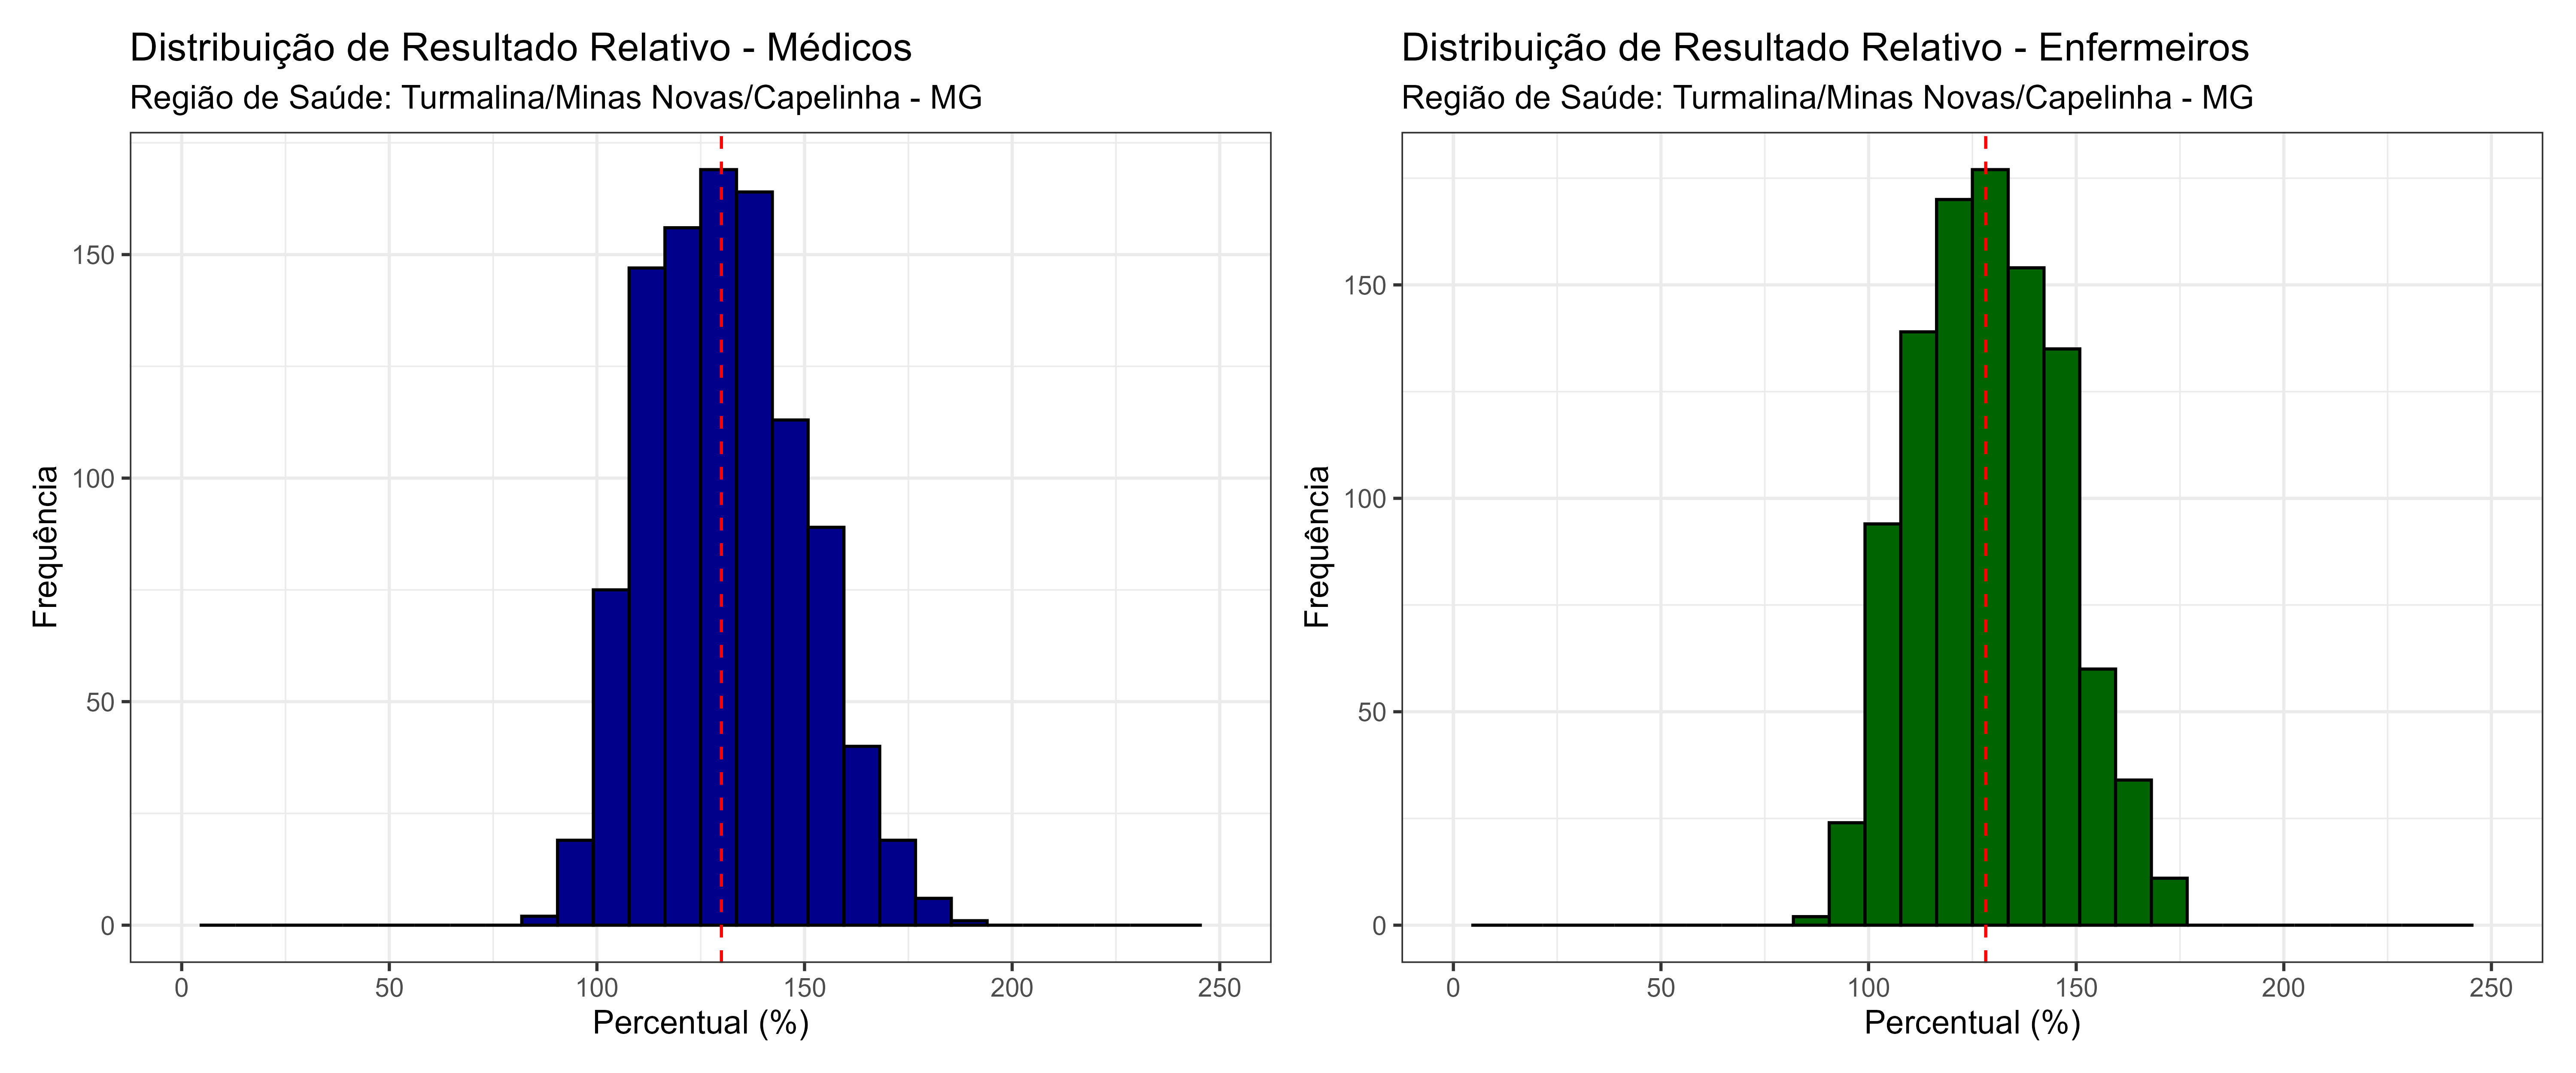 Distribuição de Resultado Relativo - Médicos
Região de Saúde: Turmalina/Minas Novas/Capelinha - MG
Frequência
150
100
50
0
0 50 100 150 200 250
Percentual (%)
Distribuição de Resultado Relativo - Enfermeiros
Região de Saúde: Turmalina/Minas Novas/Capelinha - MG
Frequência
150
100
50
0
0 50 100 150 200 250
Percentual (%)